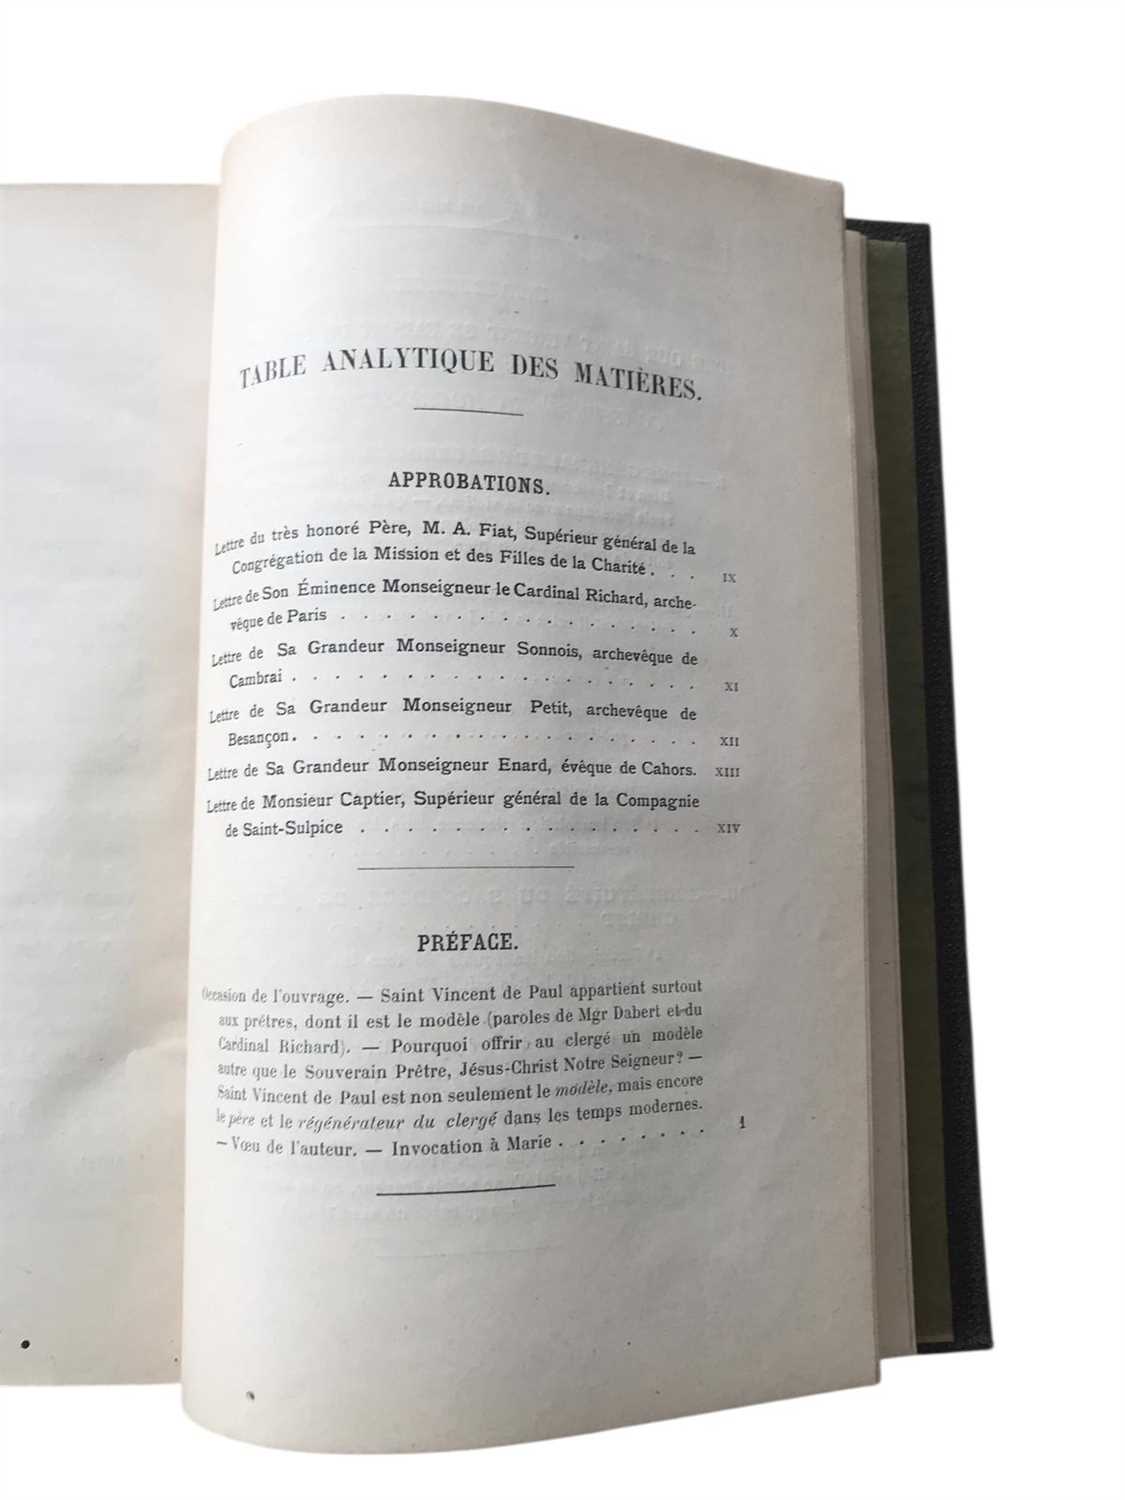 TABLE ANALYTIQUE DES MATIÈRES.
APPROBATIONS.
Lettre du très honoré Père, M. A. Fiat, Supérieur général de la
Congrégation de la Mission et des Filles de la Charité . . . IX
Lettre de Son Éminence Monseigneur le Cardinal Richard, arche-
vêque de Paris . . . . . . . . . . . . . . . . X
Lettre de Sa Grandeur Monseigneur Sonnois, archevêque de
Cambrai . . . . . . . . . . . . . . . . XI
Lettre de Sa Grandeur Monseigneur Petit, archevêque de
Besançon . . . . . . . . . . . . . . . . XII
Lettre de Sa Grandeur Monseigneur Enard, évêque de Cahors. XIII
Lettre de Monsieur Captier, Supérieur général de la Compagnie
de Saint-Sulpice . . . . . . . . . . . . . XIV
PRÉFACE.
Occasion de l'ouvrage. — Saint Vincent de Paul appartient surtout
aux prêtres, dont il est le modèle (paroles de Mgr Dabert et du
Cardinal Richard). — Pourquoi offrir au clergé un modèle
autre que le Souverain Prêtre, Jésus-Christ Notre Seigneur? —
Saint Vincent de Paul est non seulement le modèle, mais encore
le père et le régénérateur du clergé dans les temps modernes.
— Vœu de l'auteur. — Invocation à Marie . . . . . . . . 1